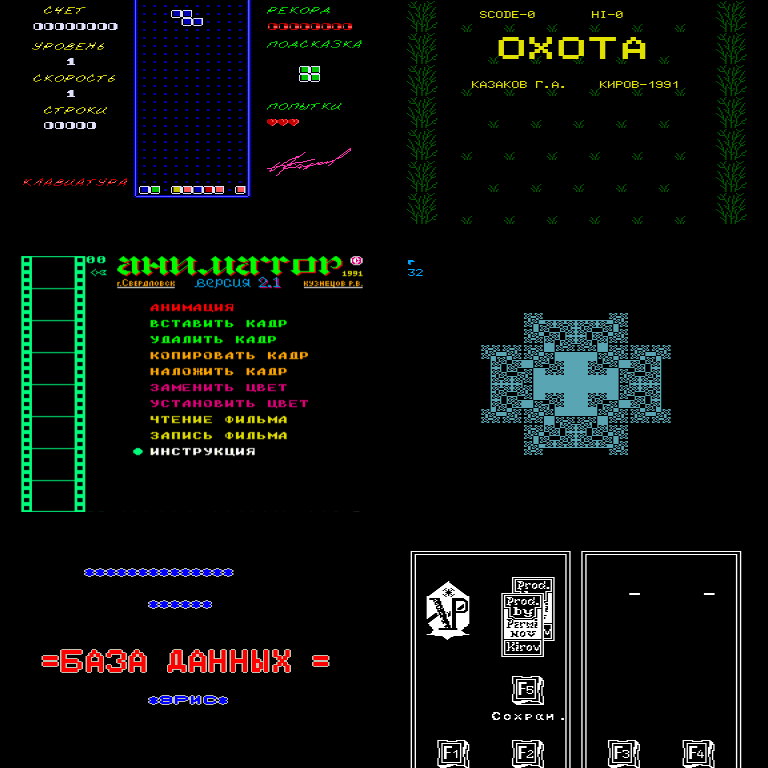 СЧЕТ
00000000
УРОВЕНЬ
1
СКОРОСТЬ
1
СТРОКИ
00000
КЛАВИАТУРА
РЕКОРД
00000000
ПОДСКАЗКА
ПОПЫТКИ
SCODE-0 HI-0
ОХОТА
КАЗАКОВ Г.А. КИРОВ-1991
00
аниматор ©
1991
г.Свердловск версия 2.1 КУЗНЕЦОВ Р.В.
АНИМАЦИЯ
ВСТАВИТЬ КАДР
УДАЛИТЬ КАДР
КОПИРОВАТЬ КАДР
НАЛОЖИТЬ КАДР
ЗАМЕНИТЬ ЦВЕТ
УСТАНОВИТЬ ЦВЕТ
ЧТЕНИЕ ФИЛЬМА
ЗАПИСЬ ФИЛЬМА
ИНСТРУКЦИЯ
32
=БАЗА ДАННЫХ =
Prod.
Prod.
by
Kirov
F5
Сохран.
F1 F2 F3 F4